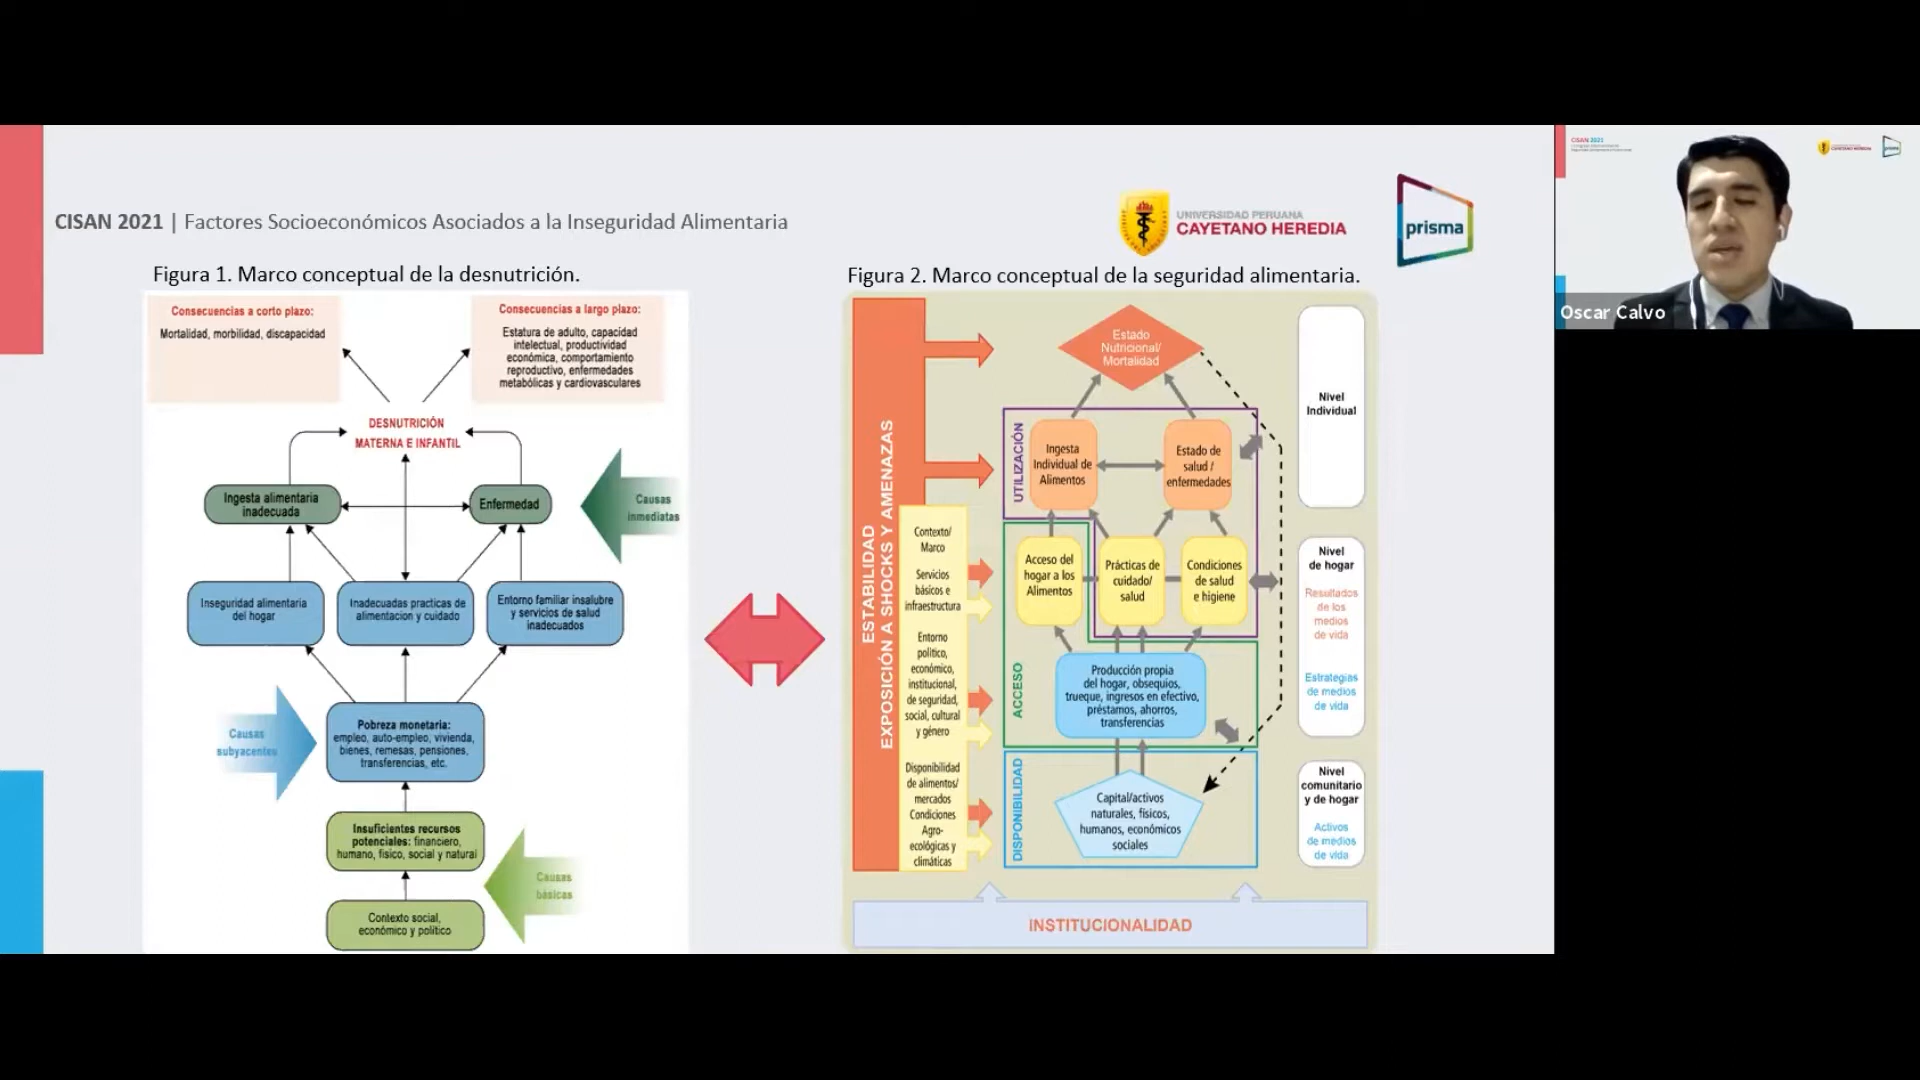 CISAN 2021 | Factores Socioeconómicos Asociados a la Inseguridad Alimentaria
UNIVERSIDAD PERUANA
CAYETANO HEREDIA
prisma
Figura 1. Marco conceptual de la desnutrición.
Consecuencias a corto plazo:
Mortalidad, morbilidad, discapacidad
Consecuencias a largo plazo:
Estatura de adulto, capacidad
intelectual, productividad
económica, comportamiento
reproductivo, enfermedades
metabólicas y cardiovasculares
DESNUTRICIÓN
MATERNA E INFANTIL
Ingesta alimentaria
inadecuada
Enfermedad
Causas
inmediatas
Inseguridad alimentaria
del hogar
Inadecuadas practicas de
alimentacion y cuidado
Entorno familiar insalubre
y servicios de salud
inadecuados
Causas
subyacentes
Pobreza monetaria:
empleo, auto-empleo, vivienda,
bienes, remesas, pensiones,
transferencias, etc.
Insuficientes recursos
potenciales: financiero,
humano, fisico, social y natural
Causas
básicas
Contexto social,
económico y político
Figura 2. Marco conceptual de la seguridad alimentaria.
ESTABILIDAD
EXPOSICIÓN A SHOCKS Y AMENAZAS
Contexto/
Marco
Servicios
básicos e
infraestructura
Entorno
político,
económico,
institucional,
de seguridad,
social, cultural
y género
Disponibilidad
de alimentos/
mercados
Condiciones
Agro-
ecológicas y
climáticas
Estado
Nutricional/
Mortalidad
UTILIZACIÓN
Ingesta
Individual de
Alimentos
Estado de
salud /
enfermedades
Acceso del
hogar a los
Alimentos
Prácticas de
cuidado/
salud
Condiciones
de salud
e higiene
ACCESO
Producción propia
del hogar, obsequios,
trueque, ingresos en efectivo,
préstamos, ahorros,
transferencias
DISPONIBILIDAD
Capital/activos
naturales, físicos,
humanos, económicos
sociales
Nivel
Individual
Nivel
de hogar
Resultados
de los
medios
de vida
Estrategias
de medios
de vida
Nivel
comunitario
y de hogar
Activos
de medios
de vida
INSTITUCIONALIDAD
CISAN 2021
CAYETANO HEREDIA
prisma
Oscar Calvo